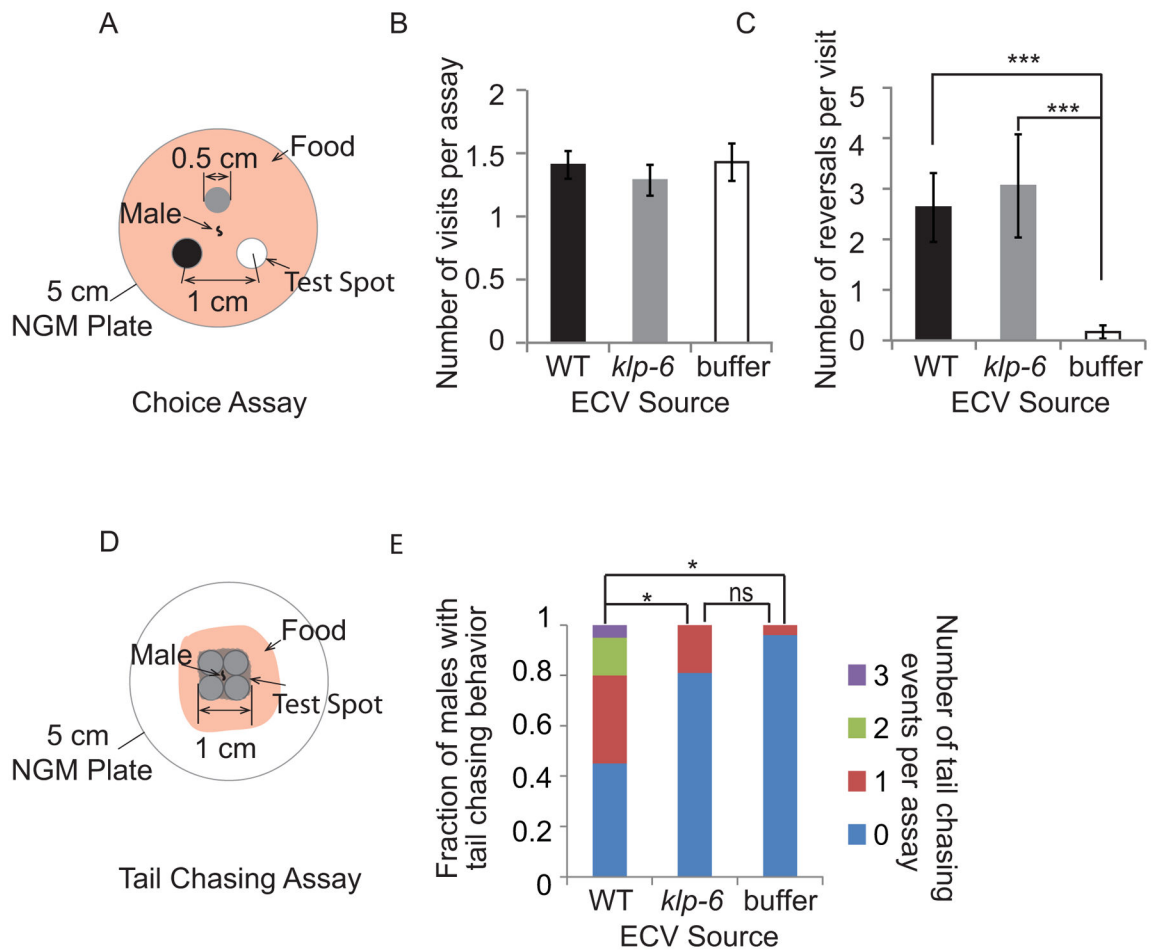 A
0.5 cm
Food
Male
Test Spot
1 cm
5 cm
NGM Plate
Choice Assay
B
Number of visits per assay
2
1.5
1
0.5
0
WT
klp-6
buffer
ECV Source
C
Number of reversals per visit
5
4
3
2
1
0
***
***
WT
klp-6
buffer
ECV Source
D
Food
Male
Test Spot
1 cm
5 cm
NGM Plate
Tail Chasing Assay
E
Fraction of males with
tail chasing behavior
1
0.8
0.6
0.4
0.2
0
*
*
ns
WT
klp-6
buffer
ECV Source
3
2
1
0
Number of tail chasing
events per assay